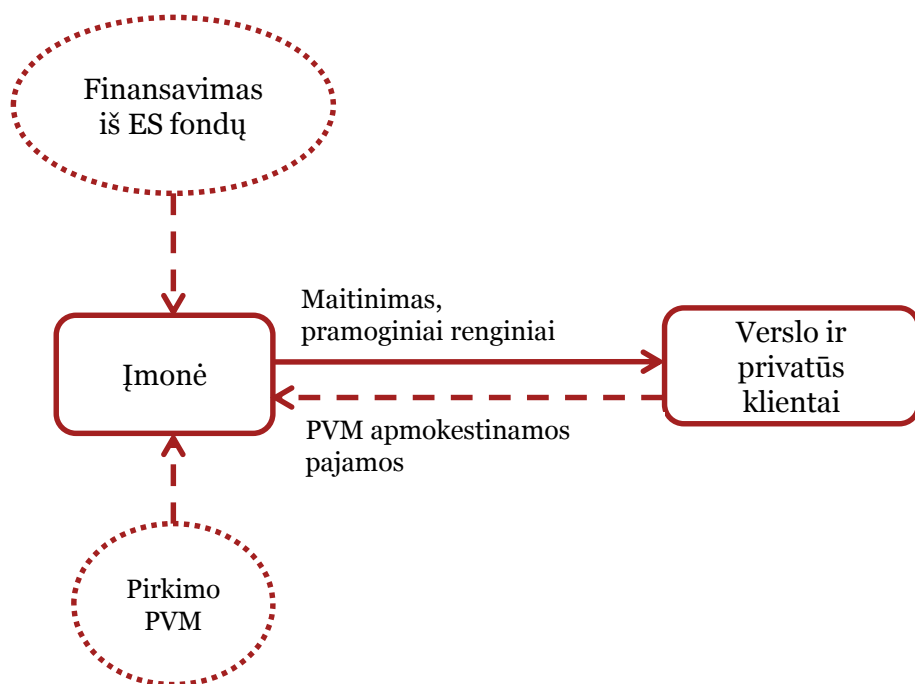 Finansavimas
iš ES fondų
Maitinimas,
pramoginiai renginiai
Įmonė
Verslo ir
privatūs
klientai
PVM apmokestinamos
pajamos
Pirkimo
PVM